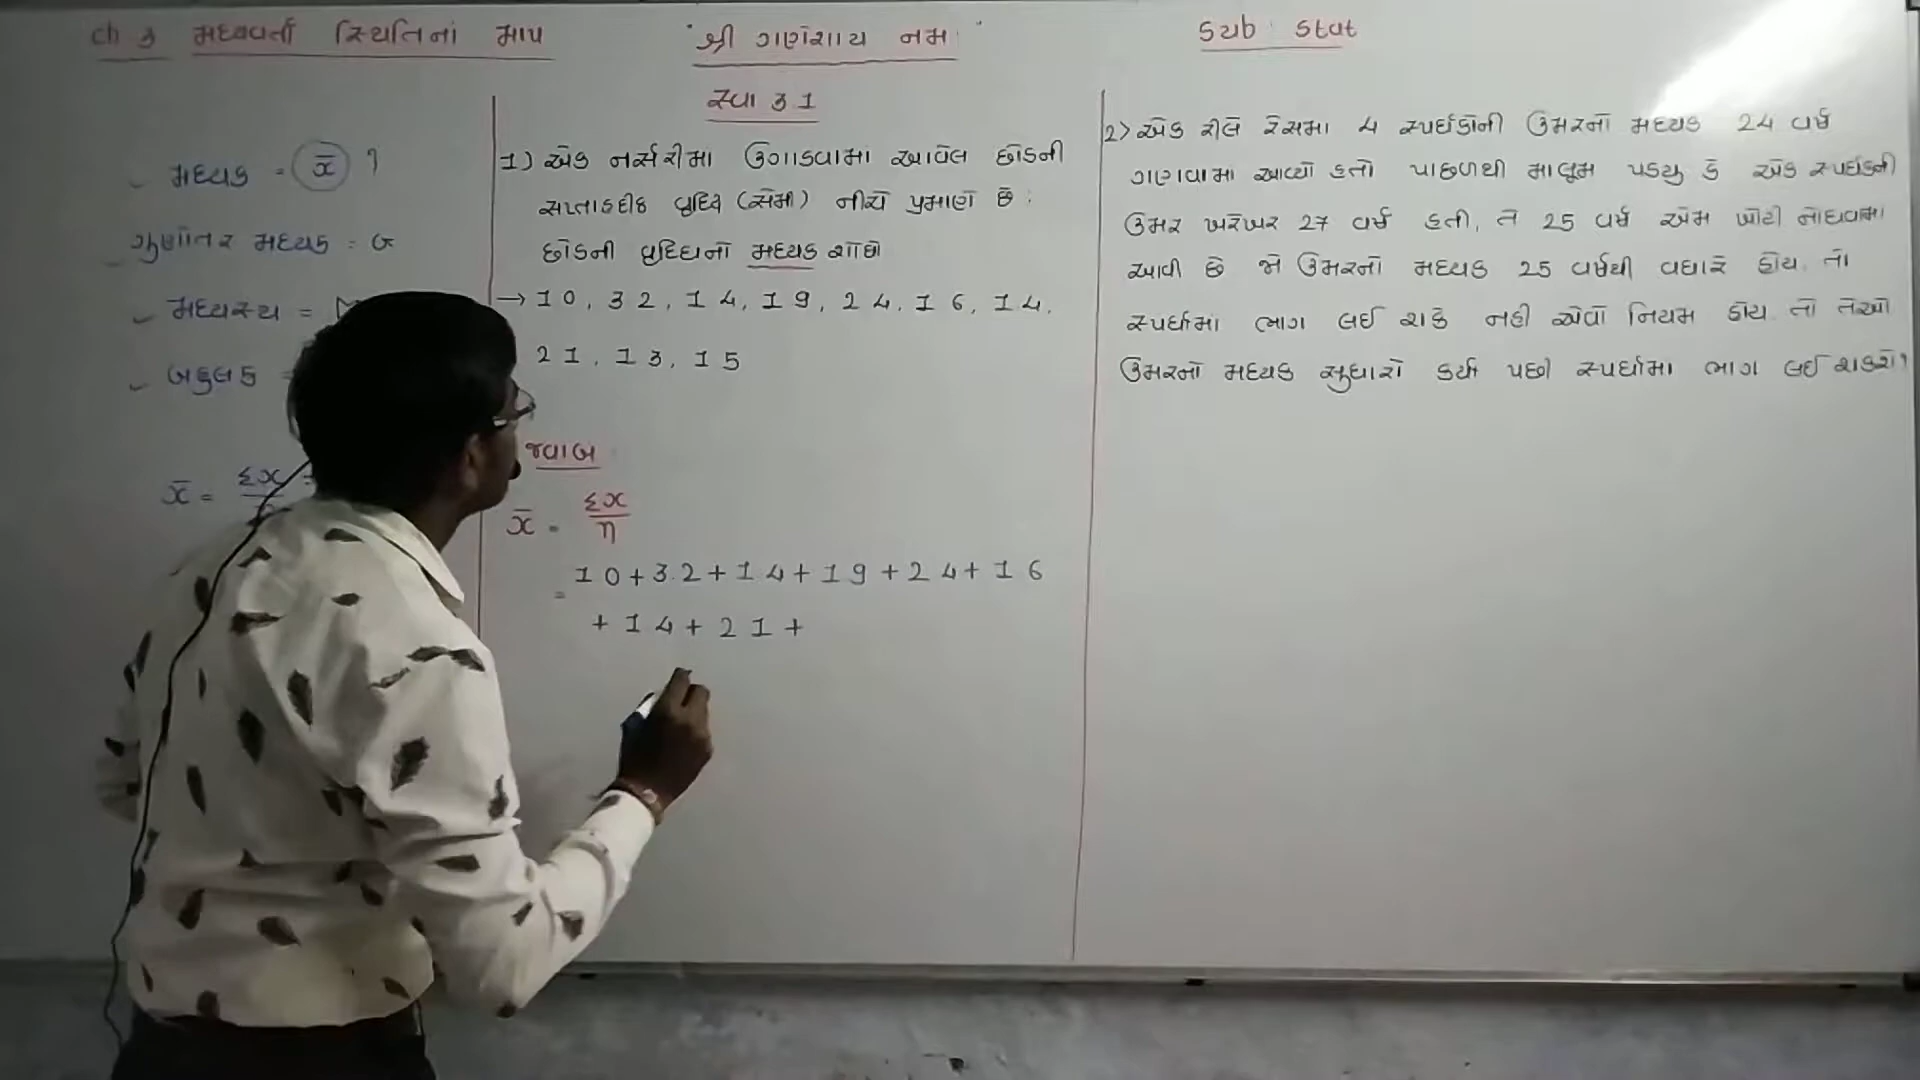 ch 3 મધ્યવર્તી સ્થિતિનાં માપ
"શ્રી ગણેશાય નમઃ"
Sub: Stat
મધ્યક = x̄ ?
ગુણોતર મધ્યક = G
મધ્યસ્થ =
બહુલક =
x̄ = Σx
સ્વા 3.1
1) એક નર્સરીમા ઉગાડવામા આવેલ છોડની
સપ્તાહદીઠ વૃદ્ધિ (સેમી) નીચે પ્રમાણે છે :
છોડની વૃદ્ધિનો મધ્યક શોધો
→ 10, 32, 14, 19, 24, 16, 14,
21, 13, 15
જવાબ
x̄ = Σx/n
= 10+32+14+19+24+16
+14+21+
2) એક રીલે રેસમા 4 સ્પર્ધકોની ઉંમરનો મધ્યક 24 વર્ષ
ગણવામા આવ્યો હતો પાછળથી માલૂમ પડ્યુ કે એક સ્પર્ધકની
ઉંમર ખરેખર 27 વર્ષ હતી, તે 25 વર્ષ એમ ખોટી નોંધવામા
આવી છે જો ઉંમરનો મધ્યક 25 વર્ષથી વધારે હોય તો
સ્પર્ધામાં ભાગ લઈ શકે નહી એવો નિયમ હોય તો તેઓ
ઉંમરનો મધ્યક સુધારો કર્યા પછી સ્પર્ધામા ભાગ લઈ શકશે?